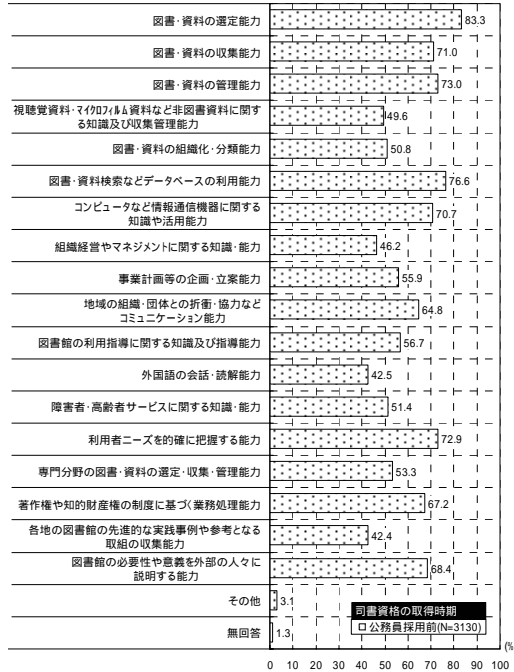 図書・資料の選定能力
83.3
図書・資料の収集能力
71.0
図書・資料の管理能力
73.0
視聴覚資料・マイクロフィルム資料など非図書資料に関す
る知識及び収集管理能力
49.6
図書・資料の組織化・分類能力
50.8
図書・資料検索などデータベースの利用能力
76.6
コンピュータなど情報通信機器に関する
知識や活用能力
70.7
組織経営やマネジメントに関する知識・能力
46.2
事業計画等の企画・立案能力
55.9
地域の組織・団体との折衝・協力など
コミュニケーション能力
64.8
図書館の利用指導に関する知識及び指導能力
56.7
外国語の会話・読解能力
42.5
障害者・高齢者サービスに関する知識・能力
51.4
利用者ニーズを的確に把握する能力
72.9
専門分野の図書・資料の選定・収集・管理能力
53.3
著作権や知的財産権の制度に基づく業務処理能力
67.2
各地の図書館の先進的な実践事例や参考となる
取組の収集能力
42.4
図書館の必要性や意義を外部の人々に
説明する能力
68.4
その他
3.1
無回答
1.3
司書資格の取得時期
公務員採用前(N=3130)
(%
0 10 20 30 40 50 60 70 80 90 100